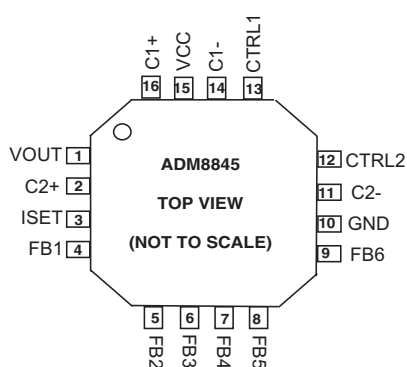 C1+
VCC
C1-
CTRL1
16
15
14
13
VOUT 1
C2+ 2
ISET 3
FB1 4
ADM8845
TOP VIEW
(NOT TO SCALE)
12 CTRL2
11 C2-
10 GND
9 FB6
5
6
7
8
FB2
FB3
FB4
FB5